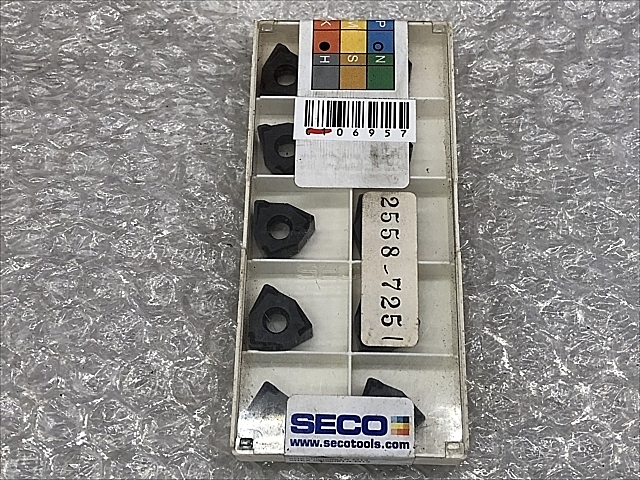 K M P
O
H S N
06957
2558-7251
SECO
www.secotools.com